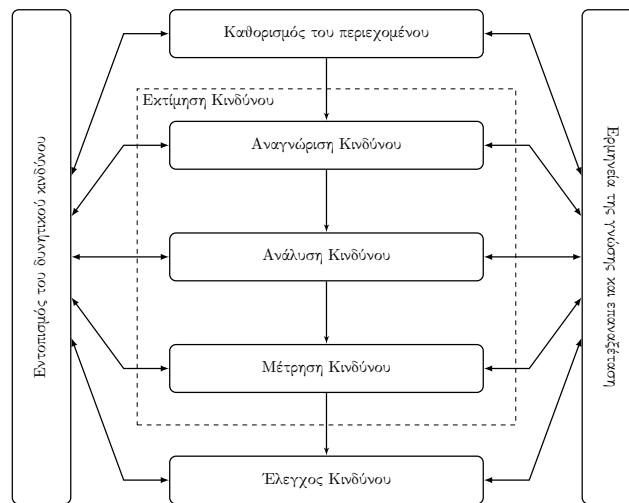 Καθορισμός του περιεχομένου
Εκτίμηση Κινδύνου
Αναγνώριση Κινδύνου
Ανάλυση Κινδύνου
Μέτρηση Κινδύνου
Έλεγχος Κινδύνου
Εντοπισμός του δυνητικού κινδύνου
Ερμηνεία της γνώσης και επαναξέταση